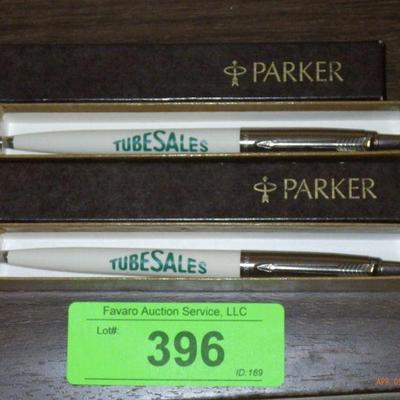 PARKER
TUBESALES
PARKER
TUBESALES
Favaro Auction Service, LLC
Lot#:
396
ID:169